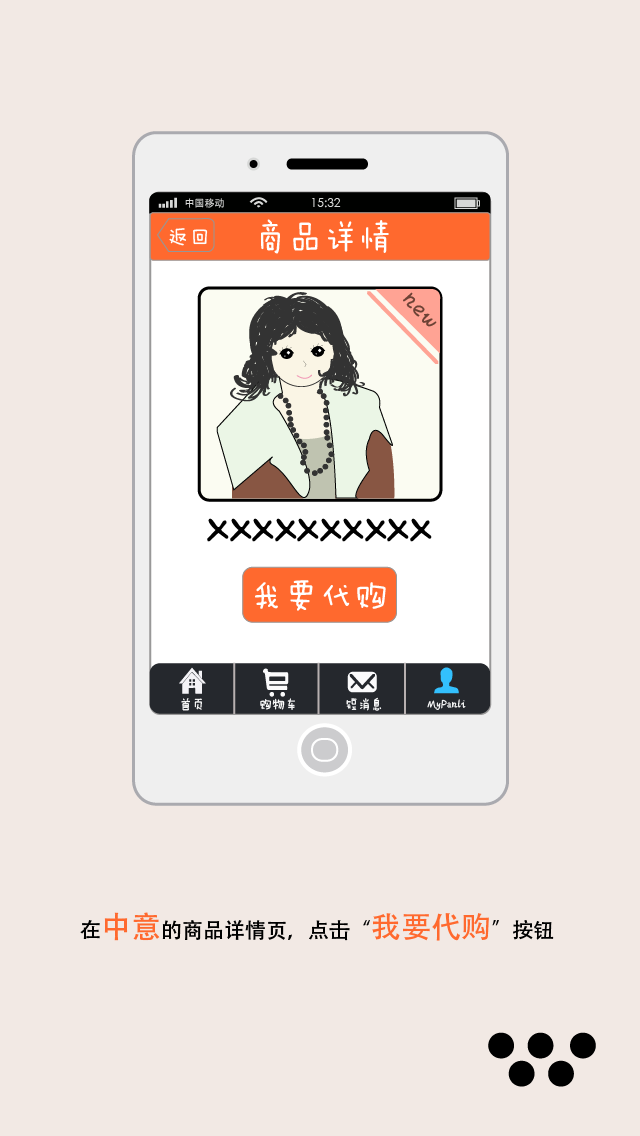 中国移动 15:32
返回 商品详情
new
××××××××××
我要代购
首页 购物车 短消息 MyPanli
在中意的商品详情页，点击“我要代购”按钮